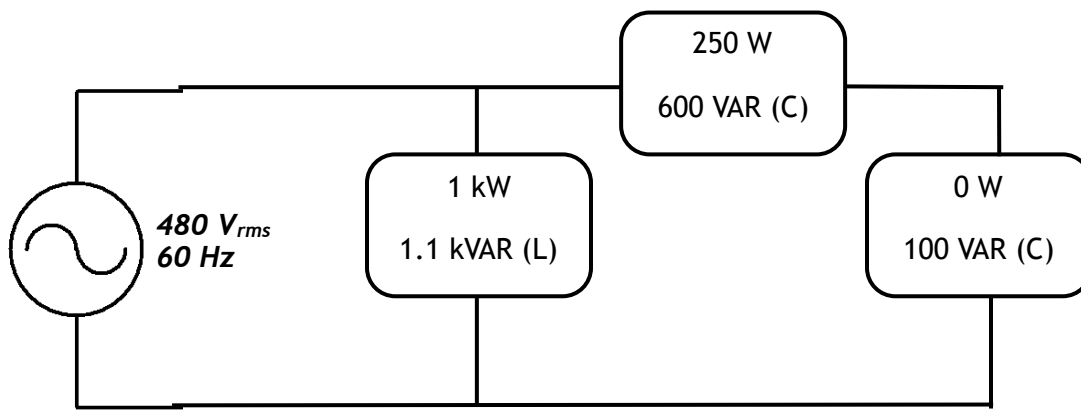 250 W
600 VAR (C)
1 kW
1.1 kVAR (L)
0 W
100 VAR (C)
480 Vrms
60 Hz